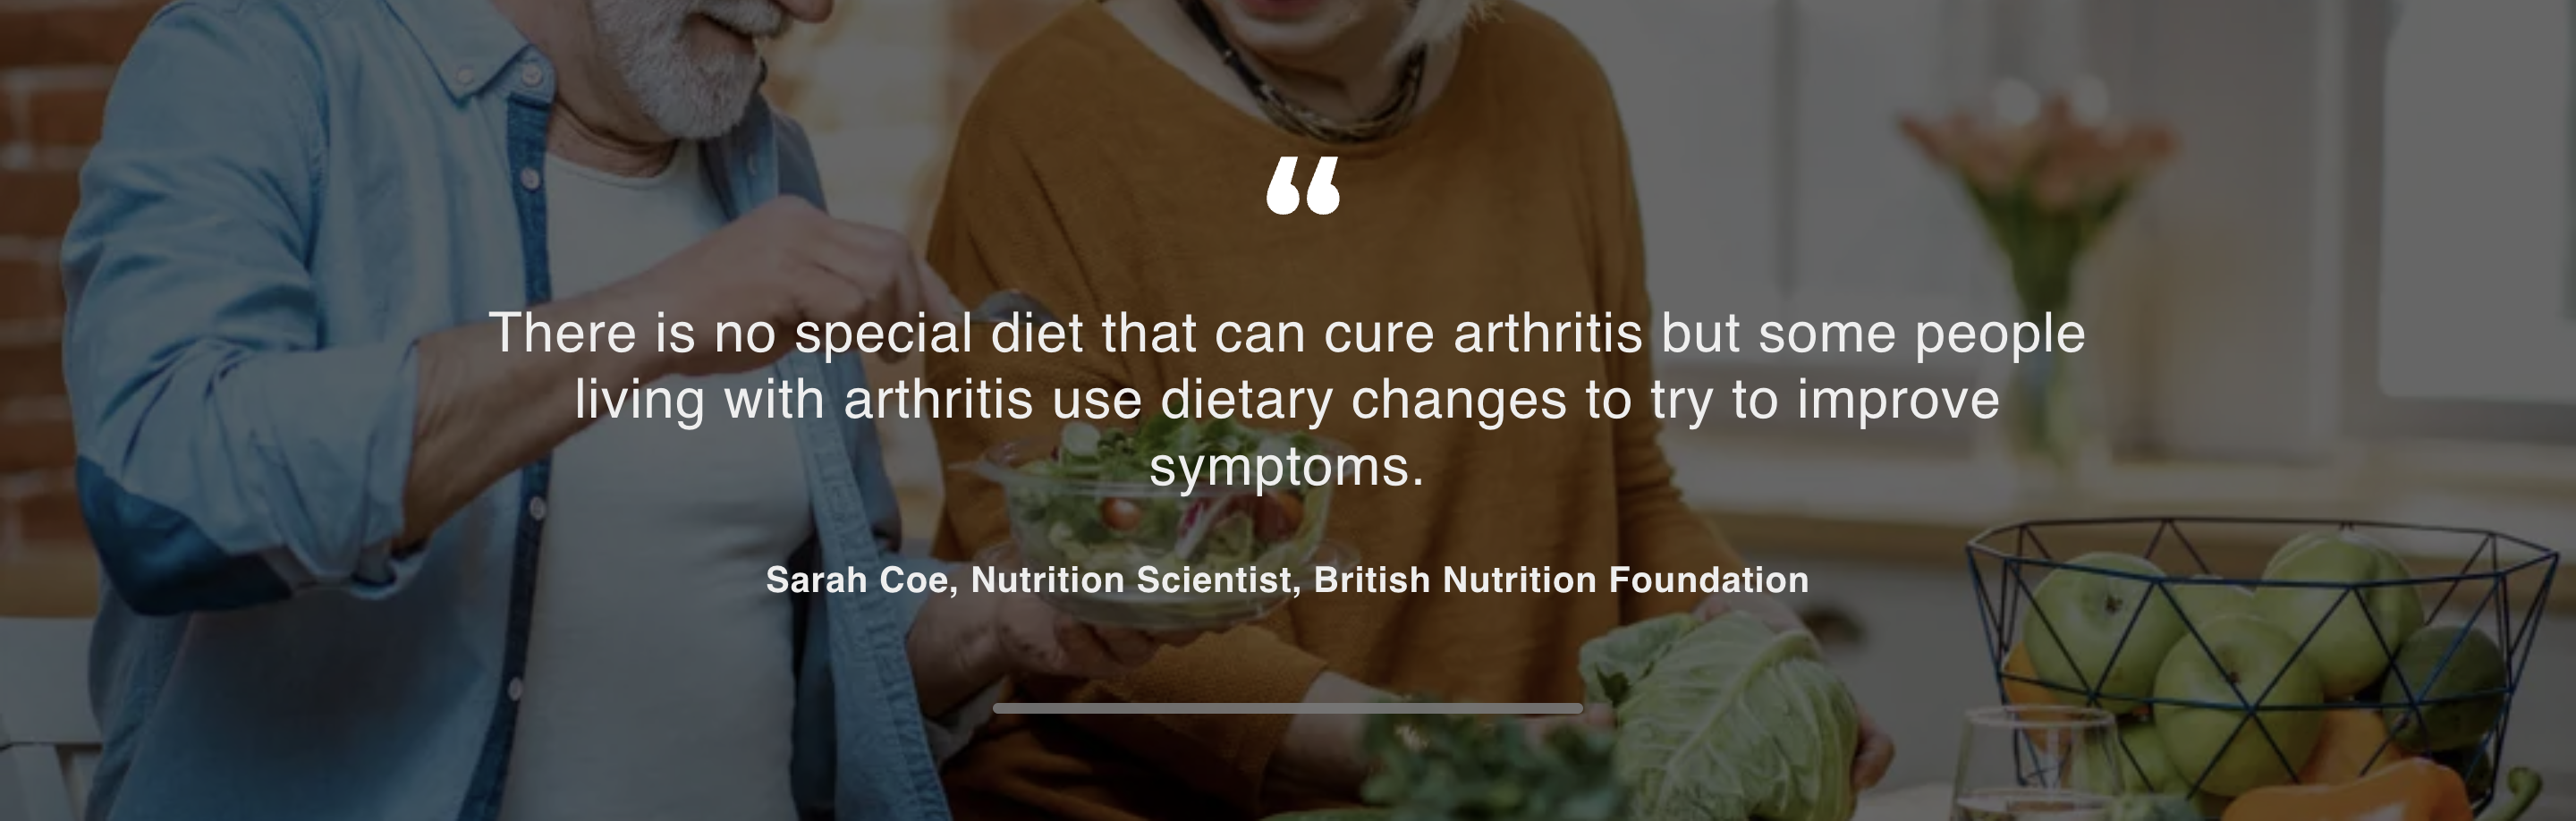 “
There is no special diet that can cure arthritis but some people
living with arthritis use dietary changes to try to improve
symptoms.
Sarah Coe, Nutrition Scientist, British Nutrition Foundation